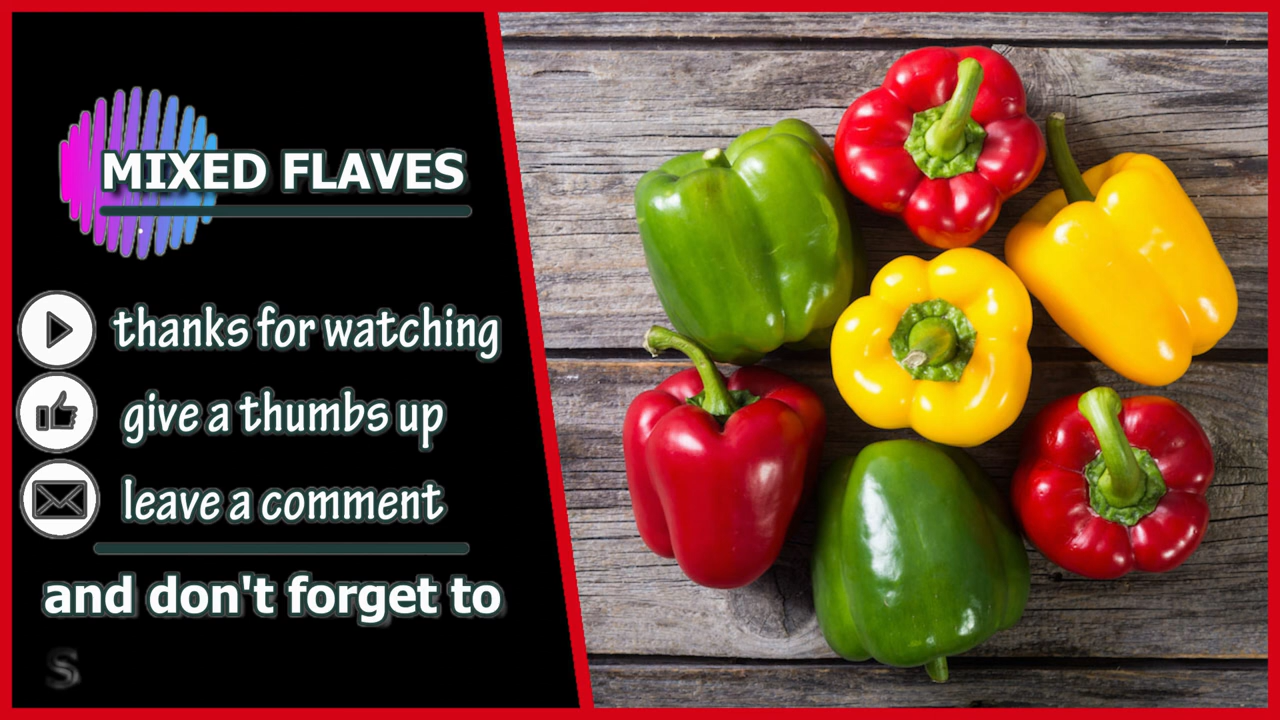 MIXED FLAVES
thanks for watching
give a thumbs up
leave a comment
and don't forget to
S